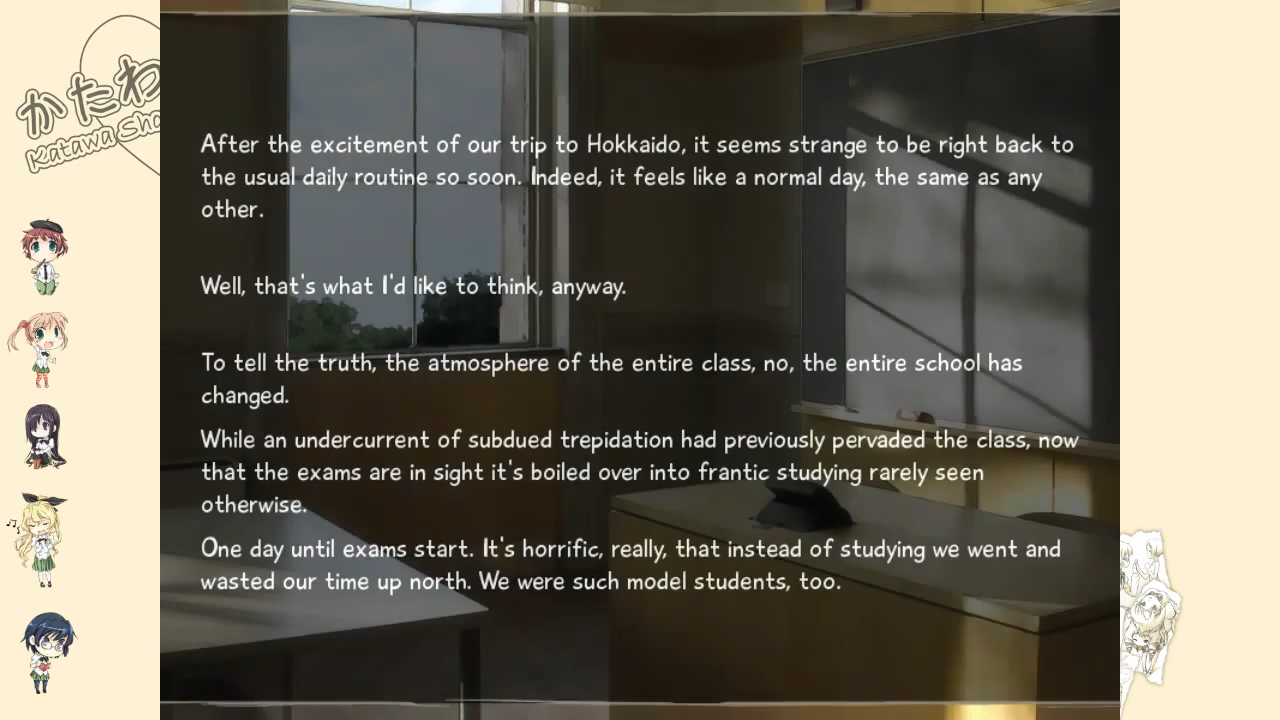 かたわ
Katawa Sho
After the excitement of our trip to Hokkaido, it seems strange to be right back to
the usual daily routine so soon. Indeed, it feels like a normal day, the same as any
other.
Well, that's what I'd like to think, anyway.
To tell the truth, the atmosphere of the entire class, no, the entire school has
changed.
While an undercurrent of subdued trepidation had previously pervaded the class, now
that the exams are in sight it's boiled over into frantic studying rarely seen
otherwise.
One day until exams start. It's horrific, really, that instead of studying we went and
wasted our time up north. We were such model students, too.